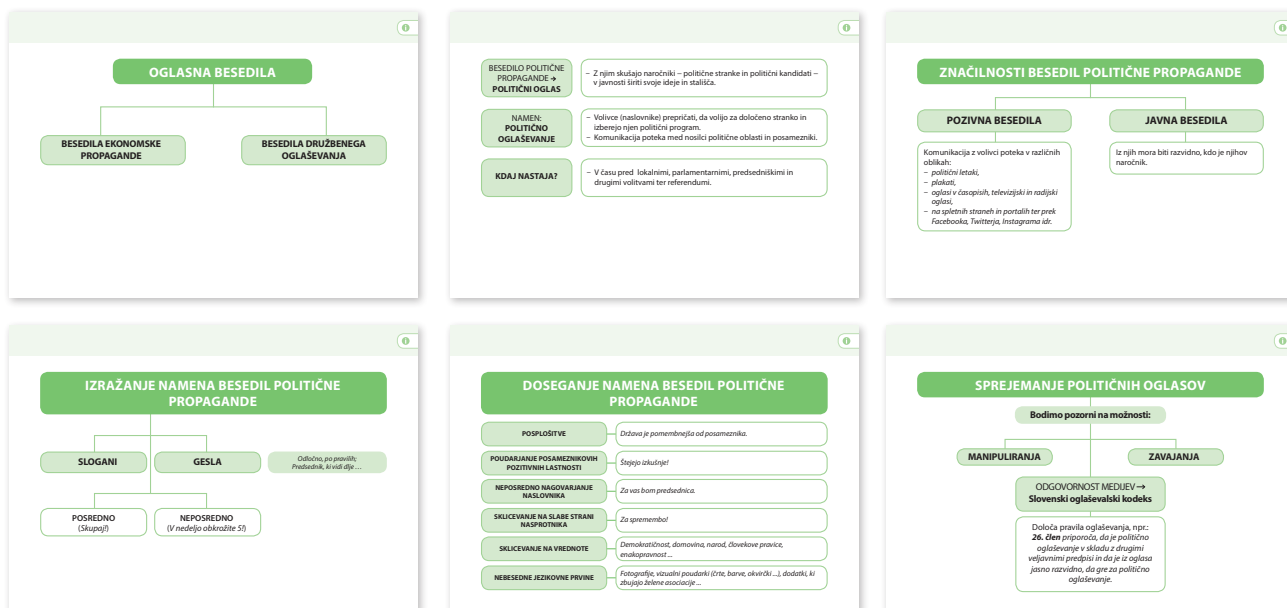 OGLASNA BESEDILA
BESEDILA EKONOMSKE
PROPAGANDE
BESEDILA DRUŽBENEGA
OGLAŠEVANJA
BESEDILO POLITIČNE
PROPAGANDE →
POLITIČNI OGLAS
– Z njim skušajo naročniki – politične stranke in politični kandidati –
v javnosti širiti svoje ideje in stališča.
NAMEN:
POLITIČNO
OGLAŠEVANJE
– Volivce (naslovnike) prepričati, da volijo za določeno stranko in
izberejo njen politični program.
– Komunikacija poteka med nosilci politične oblasti in posamezniki.
KDAJ NASTAJA?
– V času pred lokalnimi, parlamentarnimi, predsedniškimi in
drugimi volitvami ter referendumi.
ZNAČILNOSTI BESEDIL POLITIČNE PROPAGANDE
POZIVNA BESEDILA
Komunikacija z volivci poteka v različnih
oblikah:
– politični letaki,
– plakati,
– oglasi v časopisih, televizijski in radijski
oglasi,
– na spletnih straneh in portalih ter prek
Facebooka, Twitterja, Instagrama idr.
JAVNA BESEDILA
Iz njih mora biti razvidno, kdo je njihov
naročnik.
IZRAŽANJE NAMENA BESEDIL POLITIČNE
PROPAGANDE
SLOGANI
GESLA
Odločno, po pravilih;
Predsednik, ki vidi dlje …
POSREDNO
(Skupaj!)
NEPOSREDNO
(V nedeljo obkrožite 5!)
DOSEGANJE NAMENA BESEDIL POLITIČNE
PROPAGANDE
POSPLOŠITVE
Država je pomembnejša od posameznika.
POUDARJANJE POSAMEZNIKOVIH
POZITIVNIH LASTNOSTI
Štejejo izkušnje!
NEPOSREDNO NAGOVARJANJE
NASLOVNIKA
Za vas bom predsednica.
SKLICEVANJE NA SLABE STRANI
NASPROTNIKA
Za spremembo!
SKLICEVANJE NA VREDNOTE
Demokratičnost, domovina, narod, človekove pravice,
enakopravnost ...
NEBESEDNE JEZIKOVNE PRVINE
Fotografije, vizualni poudarki (črte, barve, okvirčki ...), dodatki, ki
zbujajo želene asociacije ...
SPREJEMANJE POLITIČNIH OGLASOV
Bodimo pozorni na možnosti:
MANIPULIRANJA
ZAVAJANJA
ODGOVORNOST MEDIJEV →
Slovenski oglaševalski kodeks
Določa pravila oglaševanja, npr.:
26. člen priporoča, da je politično
oglaševanje v skladu z drugimi
veljavnimi predpisi in da je iz oglasa
jasno razvidno, da gre za politično
oglaševanje.